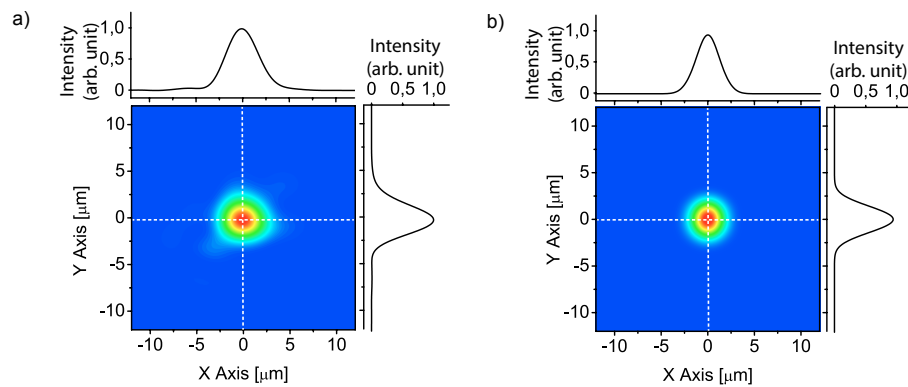 a)
Intensity
(arb. unit)
1,0
0,5
0
Intensity
(arb. unit)
0 0,5 1,0
Y Axis [µm]
10
5
0
-5
-10
-10 -5 0 5 10
X Axis [µm]
b)
Intensity
(arb. unit)
1,0
0,5
0
Intensity
(arb. unit)
0 0,5 1,0
Y Axis [µm]
10
5
0
-5
-10
-10 -5 0 5 10
X Axis [µm]